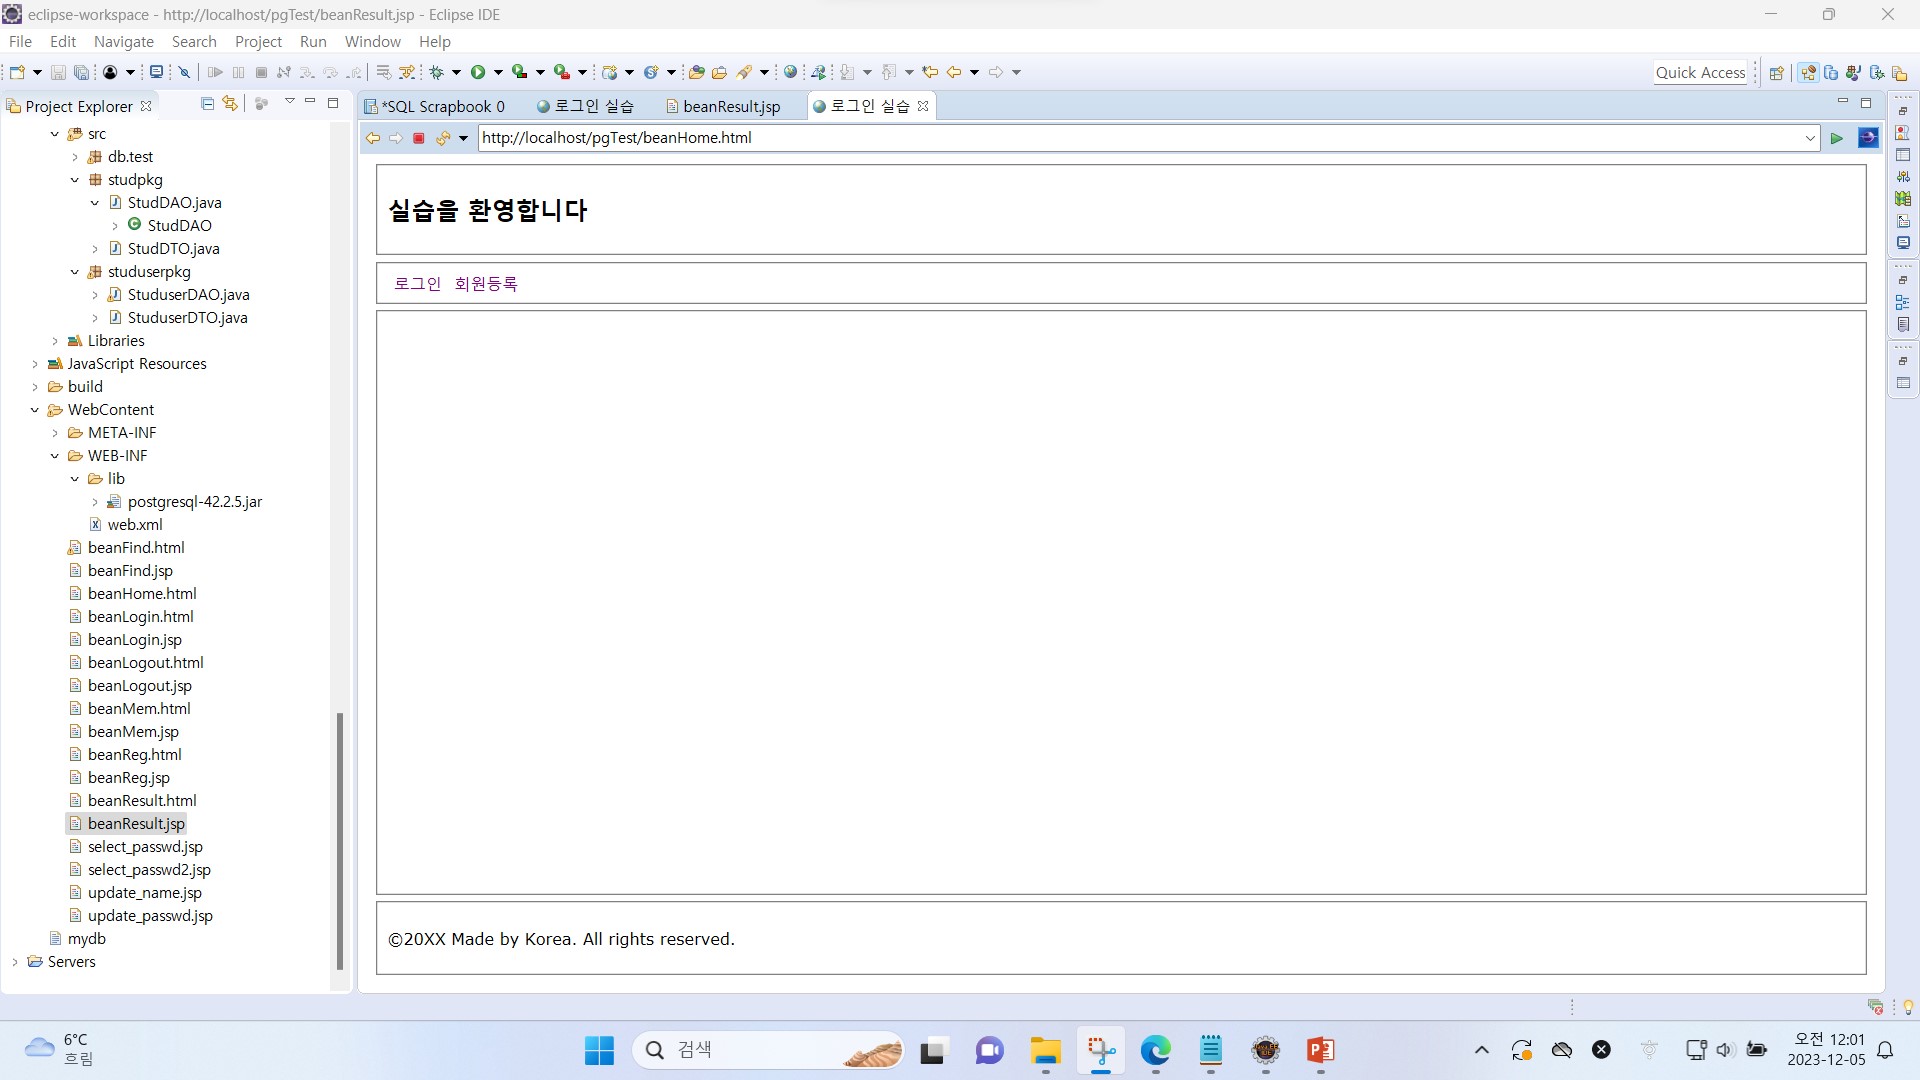 eclipse-workspace - http://localhost/pgTest/beanResult.jsp - Eclipse IDE
File Edit Navigate Search Project Run Window Help
Quick Access
Project Explorer
src
db.test
studpkg
StudDAO.java
StudDAO
StudDTO.java
studuserpkg
StuduserDAO.java
StuduserDTO.java
Libraries
JavaScript Resources
build
WebContent
META-INF
WEB-INF
lib
postgresql-42.2.5.jar
web.xml
beanFind.html
beanFind.jsp
beanHome.html
beanLogin.html
beanLogin.jsp
beanLogout.html
beanLogout.jsp
beanMem.html
beanMem.jsp
beanReg.html
beanReg.jsp
beanResult.html
beanResult.jsp
select_passwd.jsp
select_passwd2.jsp
update_name.jsp
update_passwd.jsp
mydb
Servers
*SQL Scrapbook 0 로그인 실습 beanResult.jsp 로그인 실습
http://localhost/pgTest/beanHome.html
실습을 환영합니다
로그인 회원등록
©20XX Made by Korea. All rights reserved.
6°C
흐림
검색
오전 12:01
2023-12-05